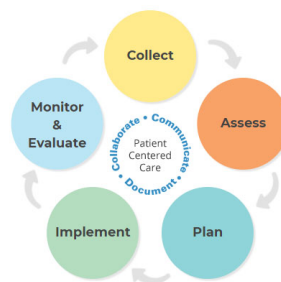 Collect
Assess
Plan
Implement
Monitor
&
Evaluate
Collaborate • Communicate
• Document •
Patient
Centered
Care